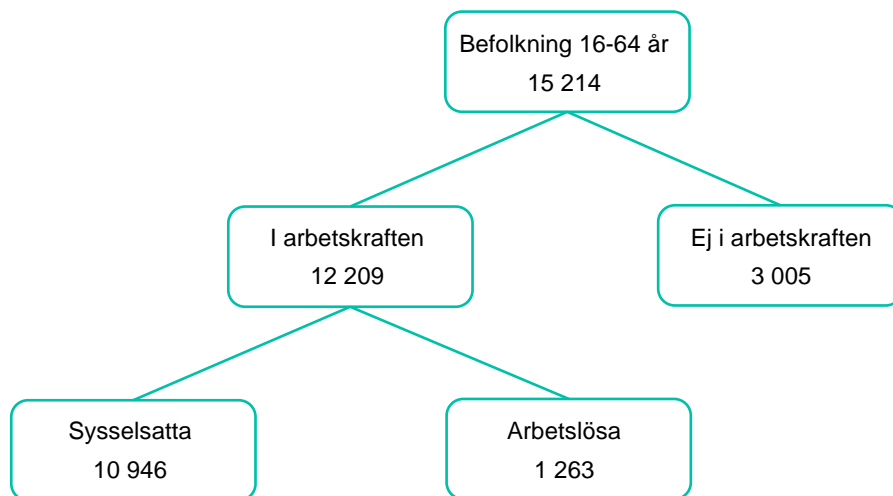 Befolkning 16-64 år
15 214
I arbetskraften
12 209
Ej i arbetskraften
3 005
Sysselsatta
10 946
Arbetslösa
1 263